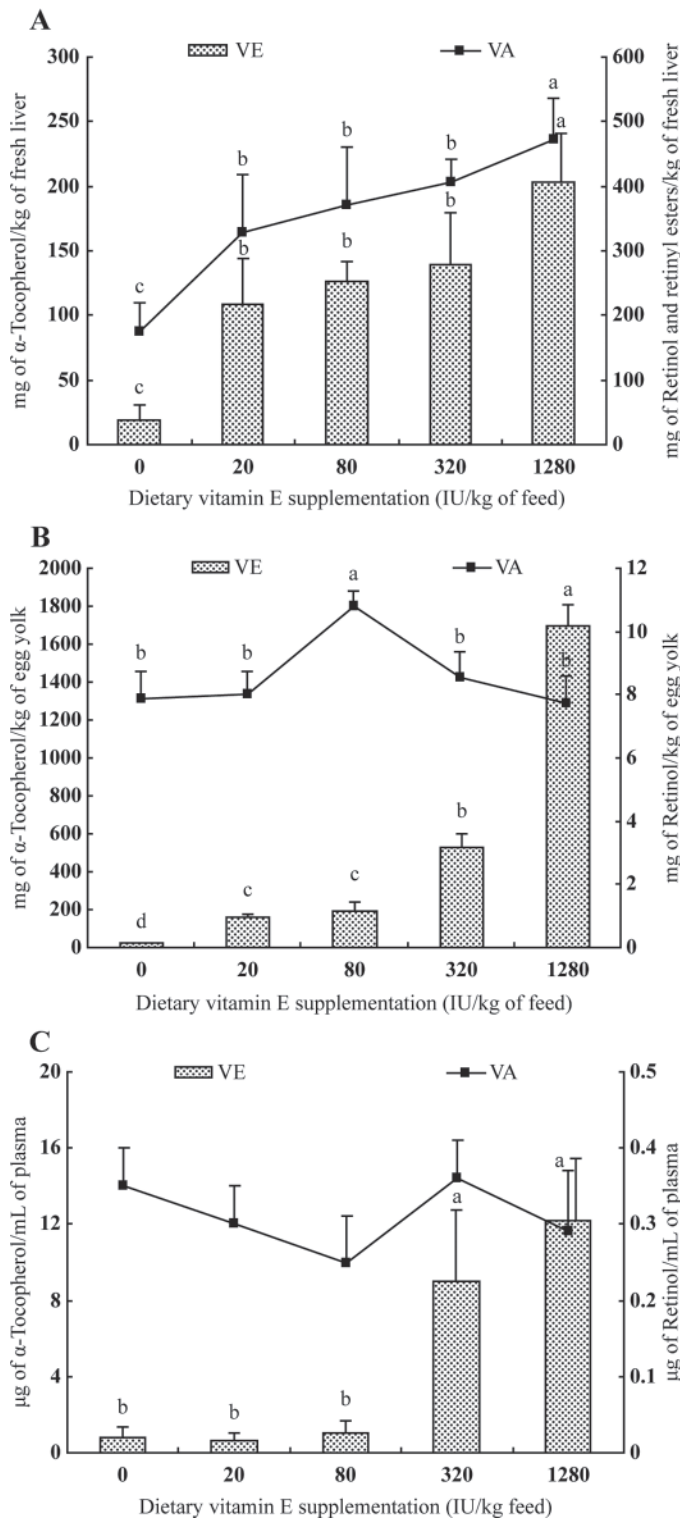 A
VE
VA
mg of α-Tocopherol/kg of fresh liver
300
250
200
150
100
50
0
mg of Retinol and retinyl esters/kg of fresh liver
600
500
400
300
200
100
0
c
c
b
b
b
b
b
b
a
a
0 20 80 320 1280
Dietary vitamin E supplementation (IU/kg of feed)
B
VE
VA
mg of α-Tocopherol/kg of egg yolk
2000
1800
1600
1400
1200
1000
800
600
400
200
0
mg of Retinol/kg of egg yolk
12
10
8
6
4
2
0
b
d
b
c
a
c
b
b
a
b
0 20 80 320 1280
Dietary vitamin E supplementation (IU/kg of feed)
C
VE
VA
µg of α-Tocopherol/mL of plasma
20
16
12
8
4
0
µg of Retinol/mL of plasma
0.5
0.4
0.3
0.2
0.1
0
b
b
b
a
a
0 20 80 320 1280
Dietary vitamin E supplementation (IU/kg feed)